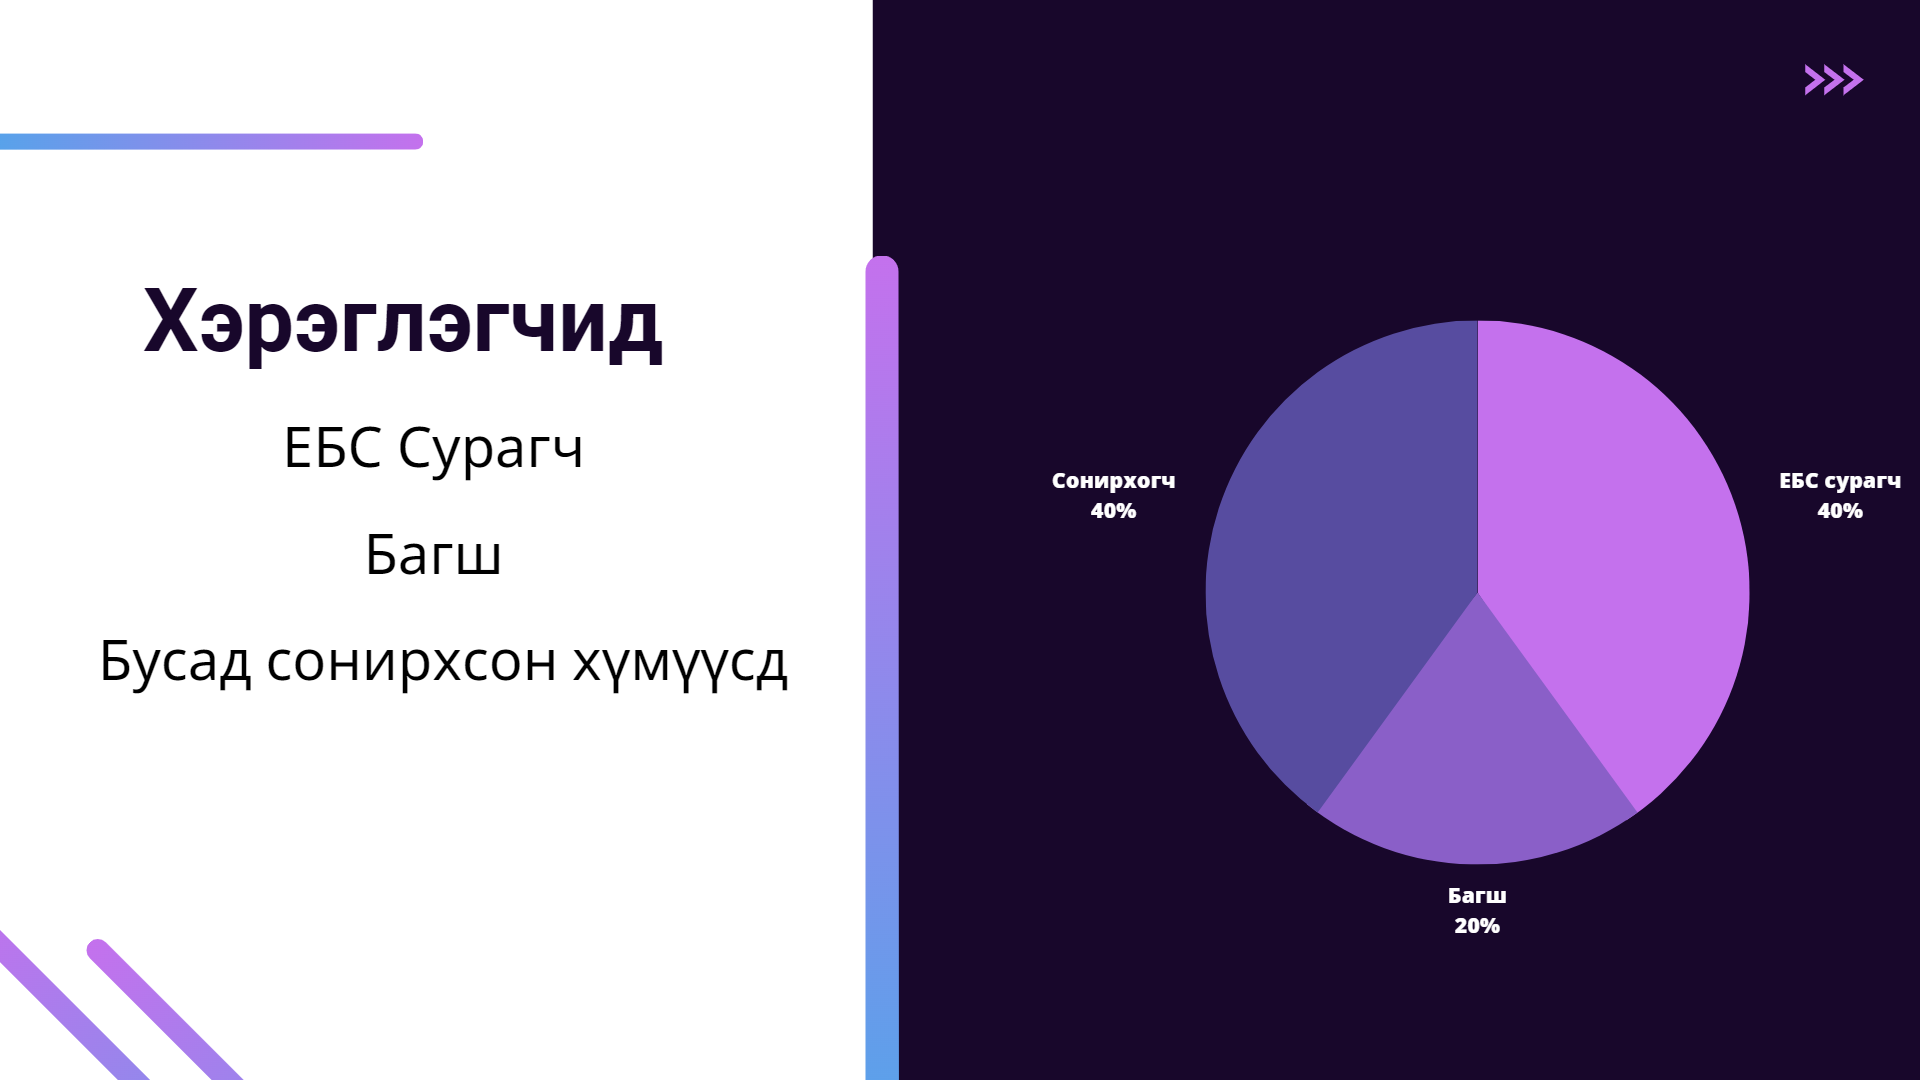 Хэрэглэгчид
ЕБС Сурагч
Багш
Бусад сонирхсон хүмүүсд
Сонирхогч
40%
ЕБС сурагч
40%
Багш
20%